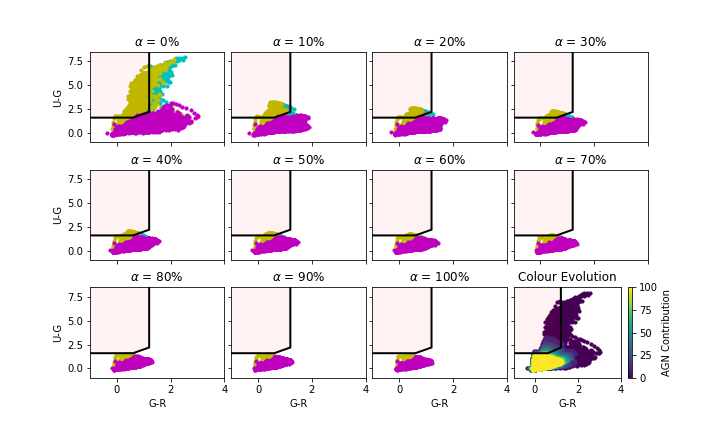 α = 0%
α = 10%
α = 20%
α = 30%
7.5
5.0
2.5
0.0
U-G
α = 40%
α = 50%
α = 60%
α = 70%
7.5
5.0
2.5
0.0
U-G
α = 80%
α = 90%
α = 100%
Colour Evolution
7.5
5.0
2.5
0.0
U-G
0 2 4
0 2 4
0 2 4
0 2 4
G-R
G-R
G-R
G-R
100
75
50
25
0
AGN Contribution